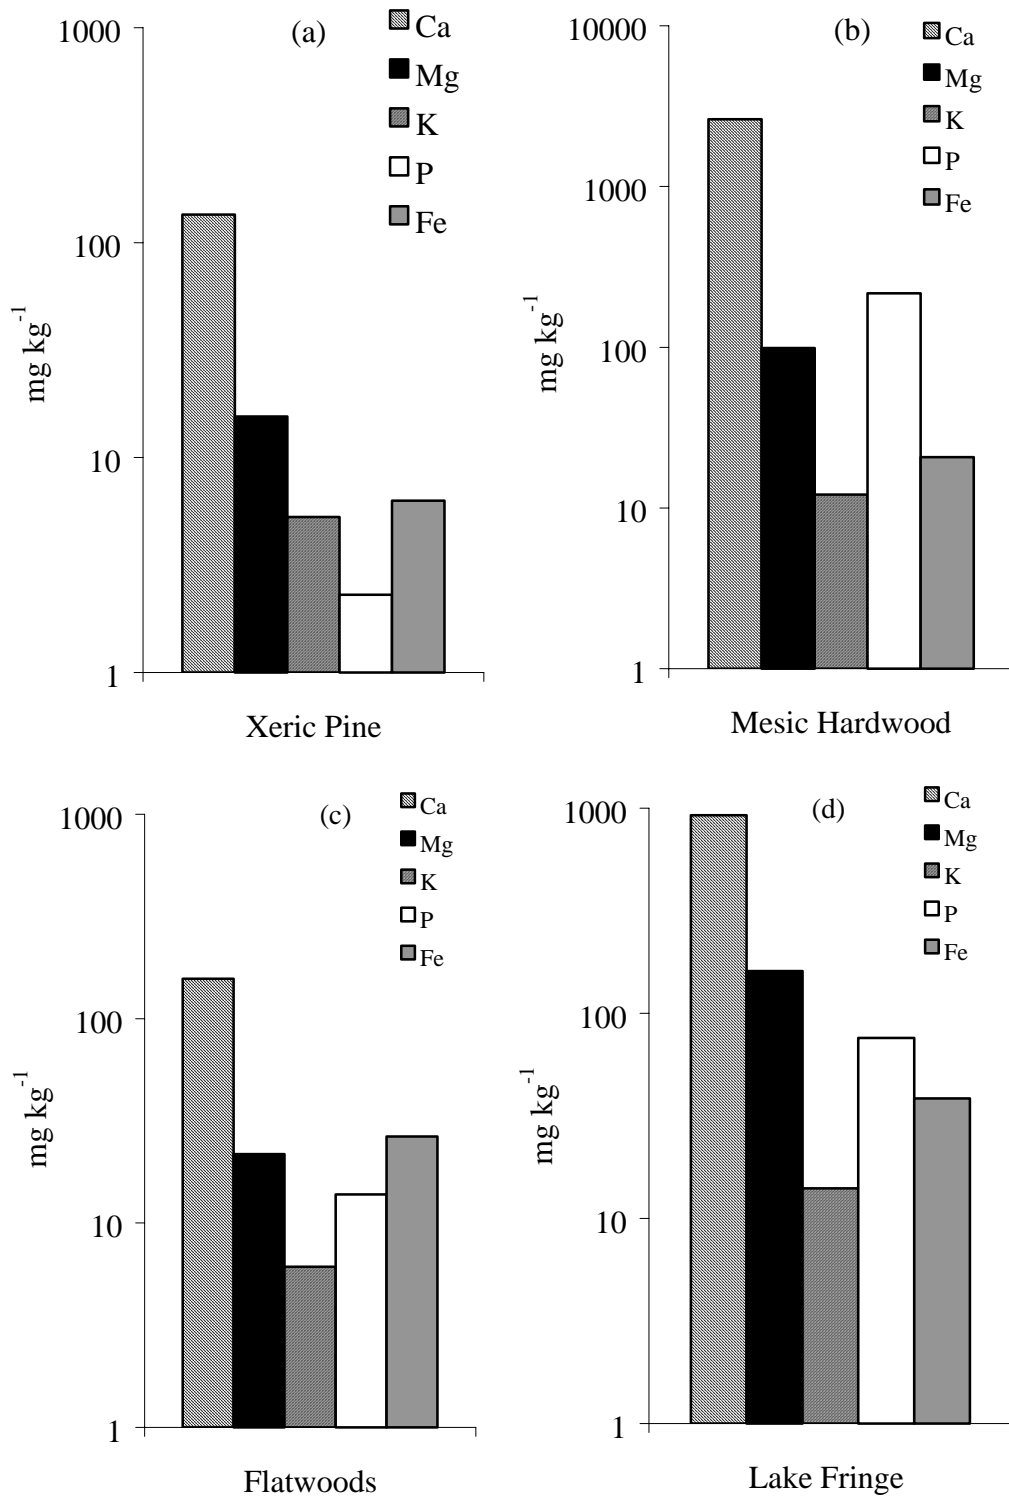 (a)
1000
100
10
1
mg kg-1
Ca
Mg
K
P
Fe
Xeric Pine
(b)
10000
1000
100
10
1
mg kg-1
Ca
Mg
K
P
Fe
Mesic Hardwood
(c)
1000
100
10
1
mg kg-1
Ca
Mg
K
P
Fe
Flatwoods
(d)
1000
100
10
1
mg kg-1
Ca
Mg
K
P
Fe
Lake Fringe